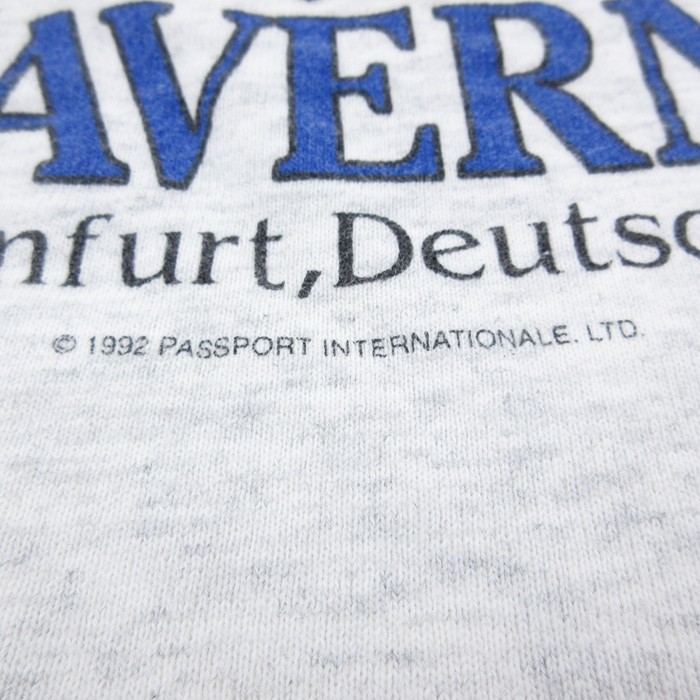 AVERN
nfurt, Deutsc
© 1992 PASSPORT INTERNATIONALE. LTD.